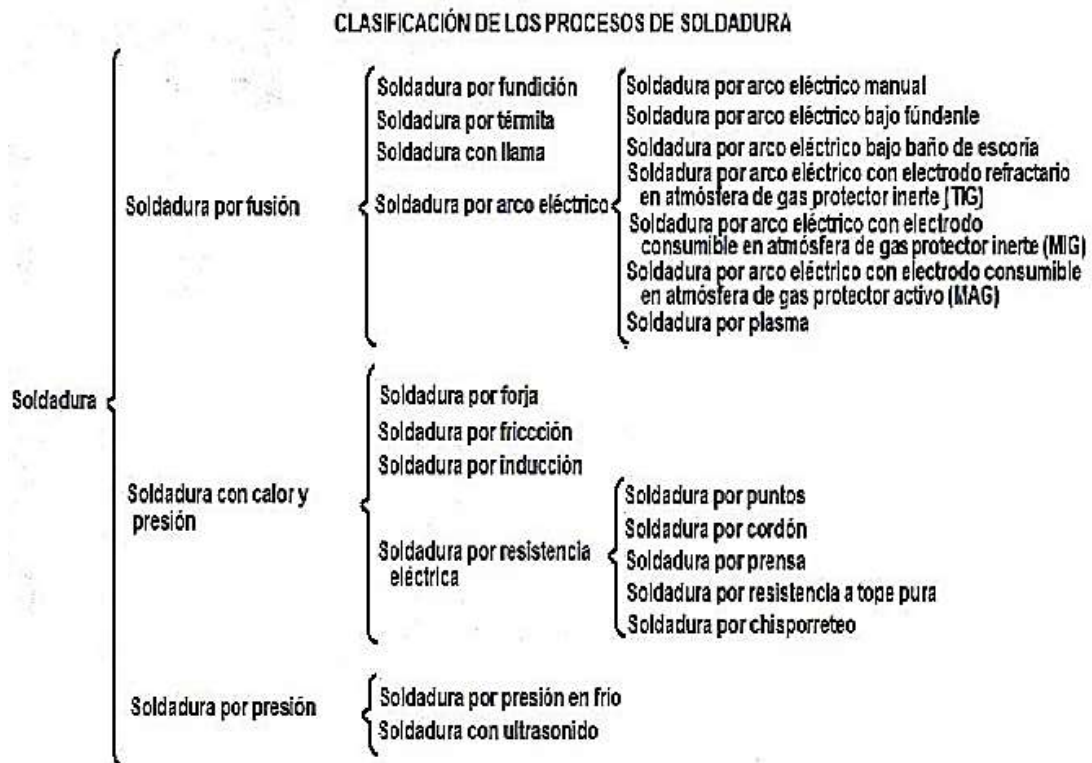 CLASIFICACIÓN DE LOS PROCESOS DE SOLDADURA
Soldadura
Soldadura por fusión
Soldadura por fundición
Soldadura por térmita
Soldadura con llama
Soldadura por arco eléctrico
Soldadura por arco eléctrico manual
Soldadura por arco eléctrico bajo fúndenle
Soldadura por arco eléctrico bajo baño de escoría
Soldadura por arco eléctrico con electrodo refractario
en atmósfera de gas protector inerte (TIG)
Soldadura por arco eléctrico con electrodo
consumible en atmósfera de gas protector inerte (MIG)
Soldadura por arco eléctrico con electrodo consumible
en atmósfera de gas protector activo (MAG)
Soldadura por plasma
Soldadura con calor y
presión
Soldadura por forja
Soldadura por friccción
Soldadura por inducción
Soldadura por resistencia
eléctrica
Soldadura por puntos
Soldadura por cordón
Soldadura por prensa
Soldadura por resistencia a tope pura
Soldadura por chisporreteo
Soldadura por presión
Soldadura por presión en frio
Soldadura con ultrasonido